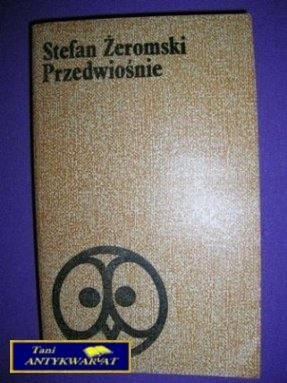 Stefan Żeromski
Przedwiośnie
Tani
ANTYKWARIAT